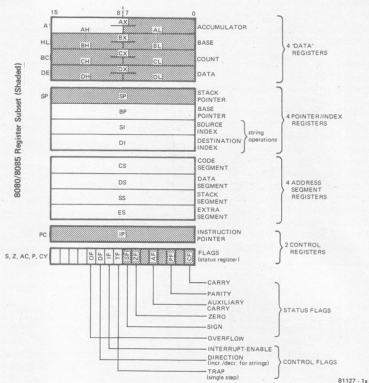 15 8 7 0
A: AH AX AL ACCUMULATOR
HL BH BX BL BASE
BC CH CX CL COUNT
DE DH DX DL DATA
4 'DATA' REGISTERS
8080/8085 Register Subset (Shaded)
SP SP STACK POINTER
BP BASE POINTER
SI SOURCE INDEX
DI DESTINATION INDEX
string operations
4 POINTER/INDEX REGISTERS
CS CODE SEGMENT
DS DATA SEGMENT
SS STACK SEGMENT
ES EXTRA SEGMENT
4 ADDRESS SEGMENT REGISTERS
PC IP INSTRUCTION POINTER
S, Z, AC, P, CY OF DF IF TF SF ZF AF PF CF FLAGS (status register)
2 CONTROL REGISTERS
CARRY
PARITY
AUXILIARY CARRY
ZERO
SIGN
OVERFLOW
STATUS FLAGS
INTERRUPT-ENABLE
DIRECTION (incr./decr. for strings)
TRAP (single step)
CONTROL FLAGS
81127 - 1a